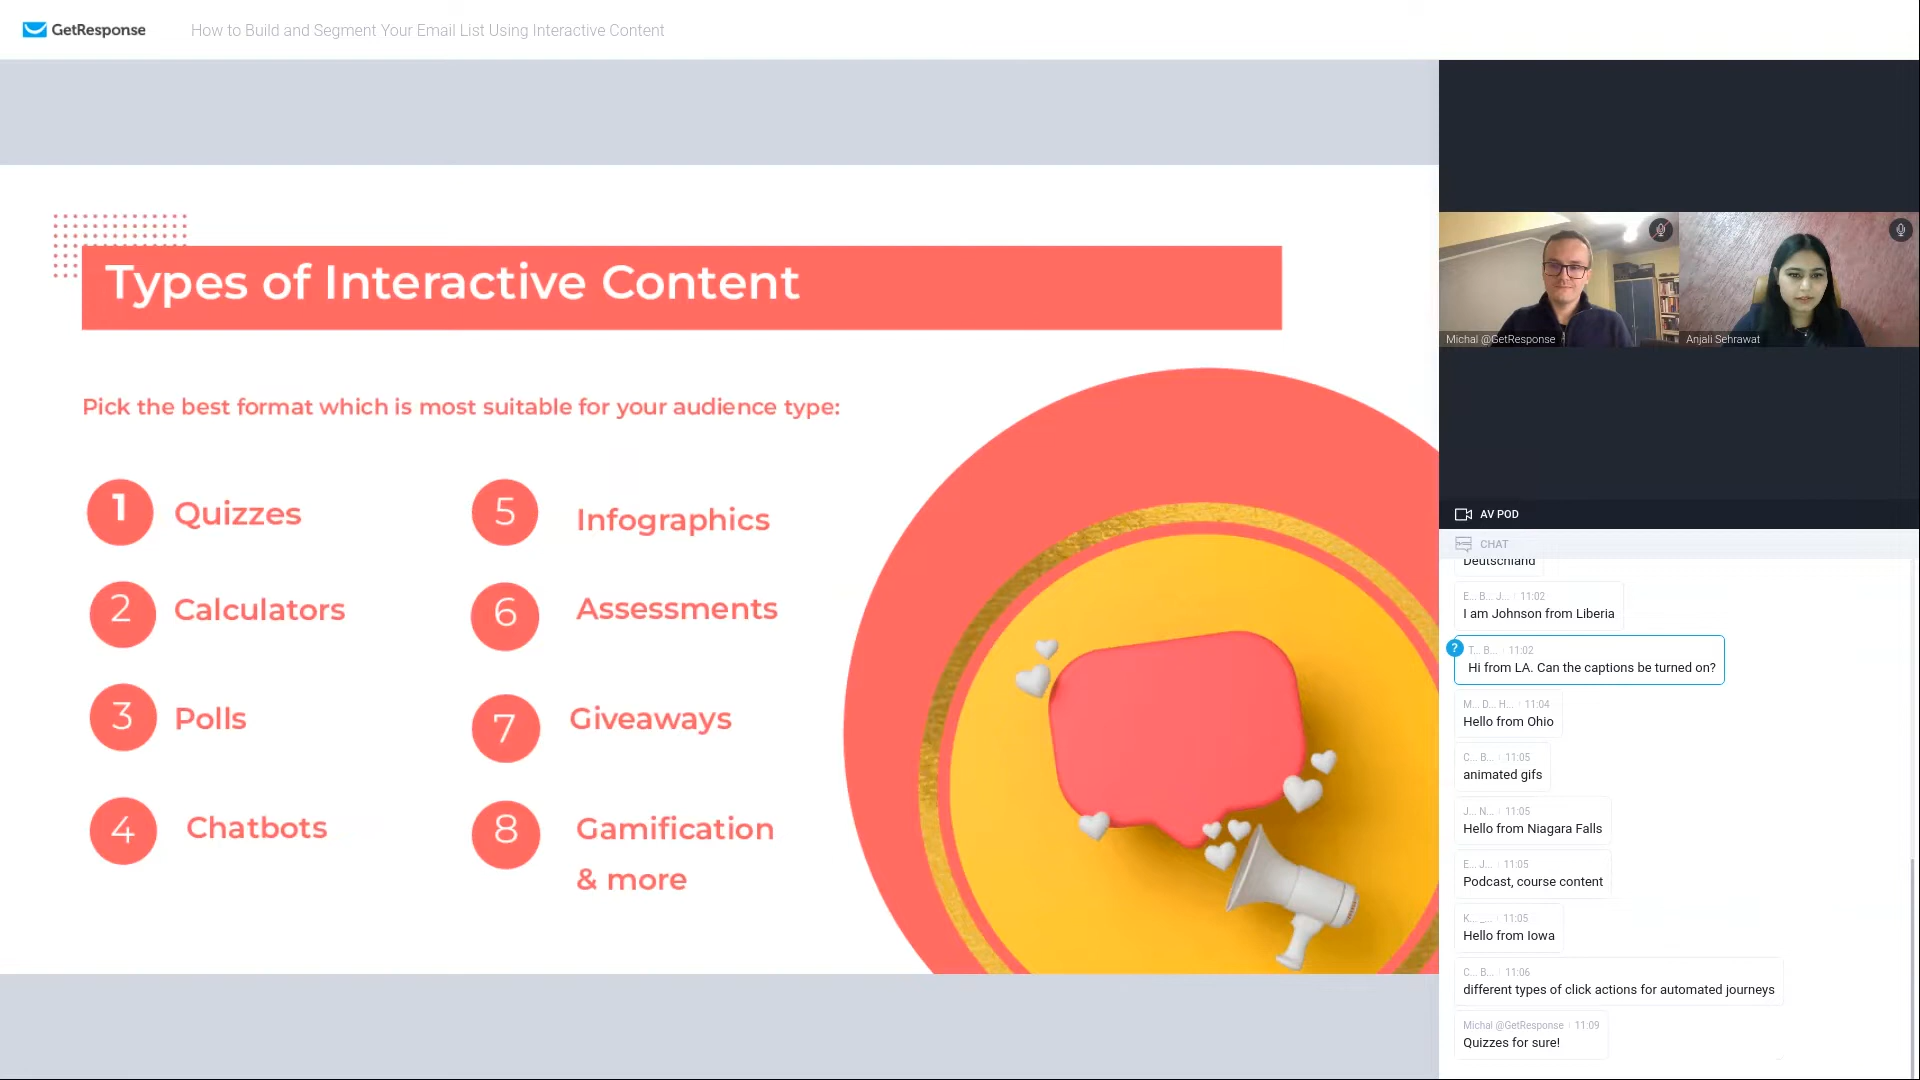 GetResponse
How to Build and Segment Your Email List Using Interactive Content
Types of Interactive Content
Pick the best format which is most suitable for your audience type:
1 Quizzes
2 Calculators
3 Polls
4 Chatbots
5 Infographics
6 Assessments
7 Giveaways
8 Gamification
& more
Michal @GetResponse
Anjali Sehrawat
AV POD
CHAT
Deutschland
E... B... J... 11:02
I am Johnson from Liberia
?
T... B... 11:02
Hi from LA. Can the captions be turned on?
M... D... H... 11:04
Hello from Ohio
C... B... 11:05
animated gifs
J... N... 11:05
Hello from Niagara Falls
E... J... 11:05
Podcast, course content
K... _... 11:05
Hello from Iowa
C... B... 11:06
different types of click actions for automated journeys
Michal @GetResponse 11:09
Quizzes for sure!